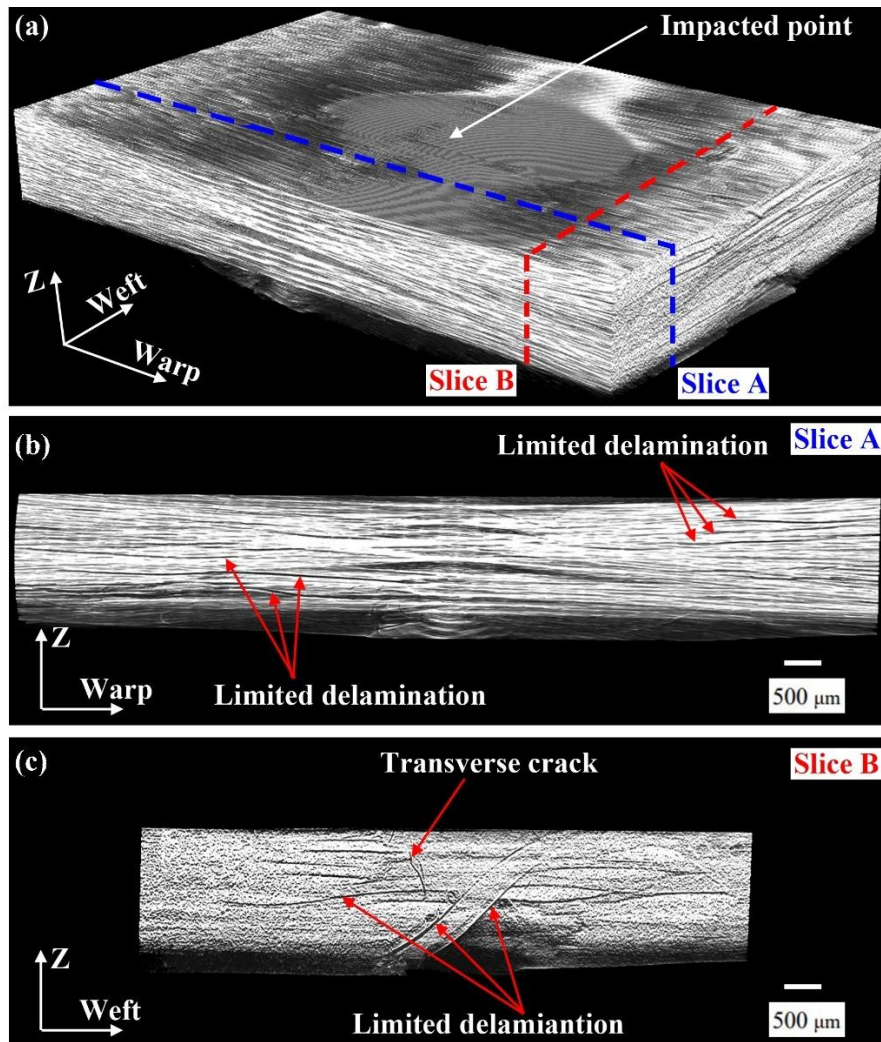 (a)
Impacted point
Z
Weft
Warp
Slice B
Slice A
(b)
Limited delamination
Slice A
Z
Warp
Limited delamination
500 μm
(c)
Transverse crack
Slice B
Z
Weft
Limited delamiantion
500 μm